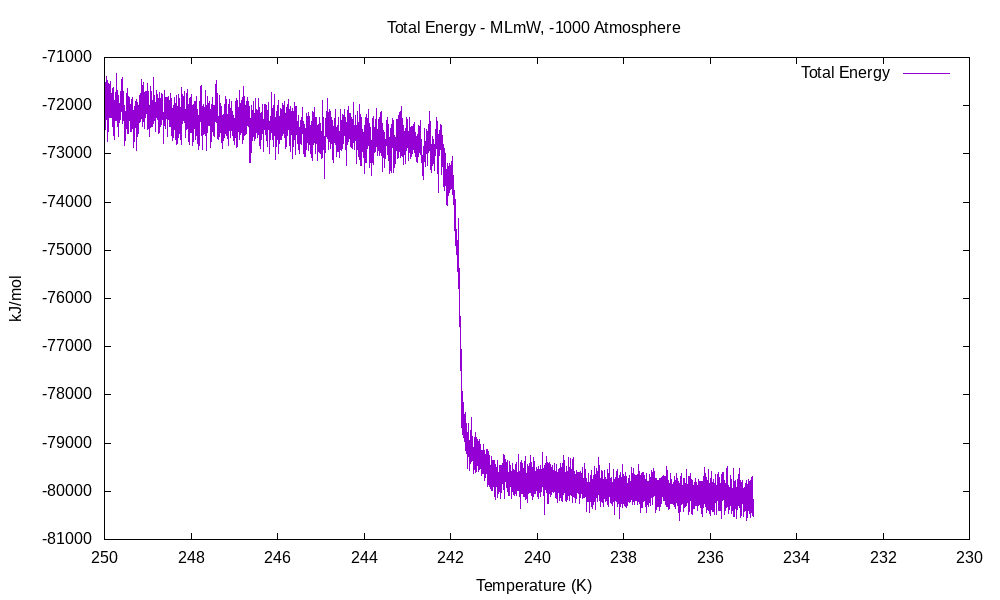 Total Energy - MLmW, -1000 Atmosphere
-71000
Total Energy
-72000
-73000
-74000
-75000
-76000
kJ/mol
-77000
-78000
-79000
-80000
-81000
250 248 246 244 242 240 238 236 234 232 230
Temperature (K)